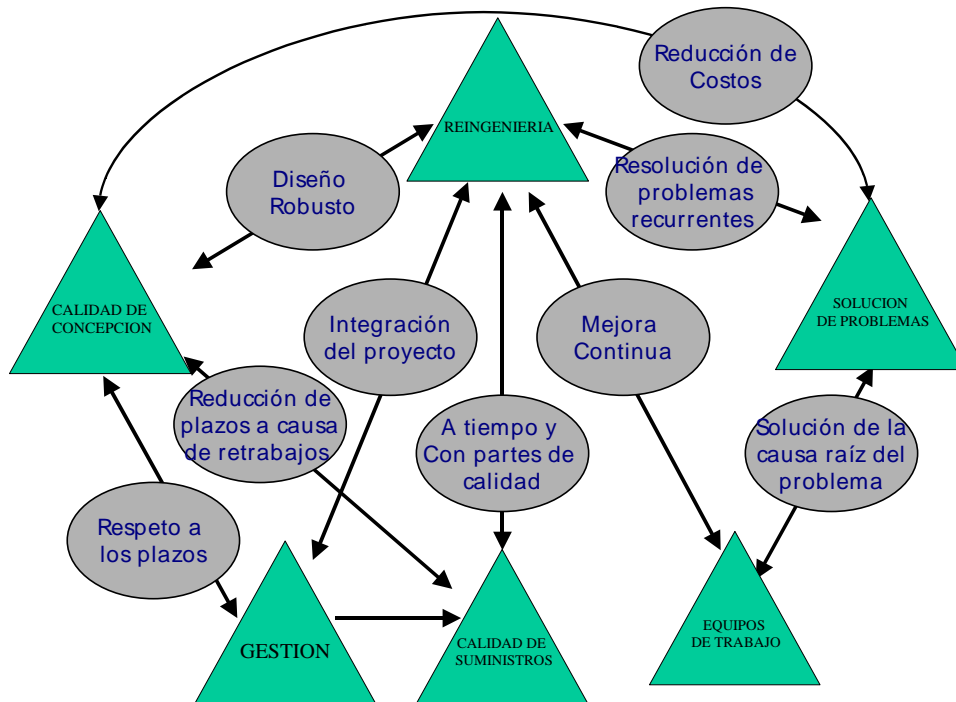 Reducción de
Costos
REINGENIERIA
Diseño
Robusto
Resolución de
problemas
recurrentes
CALIDAD DE
CONCEPCION
SOLUCION
DE PROBLEMAS
Integración
del proyecto
Mejora
Continua
Reducción de
plazos a causa
de retrabajos
A tiempo y
Con partes de
calidad
Solución de la
causa raíz del
problema
Respeto a
los plazos
GESTION
CALIDAD DE
SUMINISTROS
EQUIPOS
DE TRABAJO